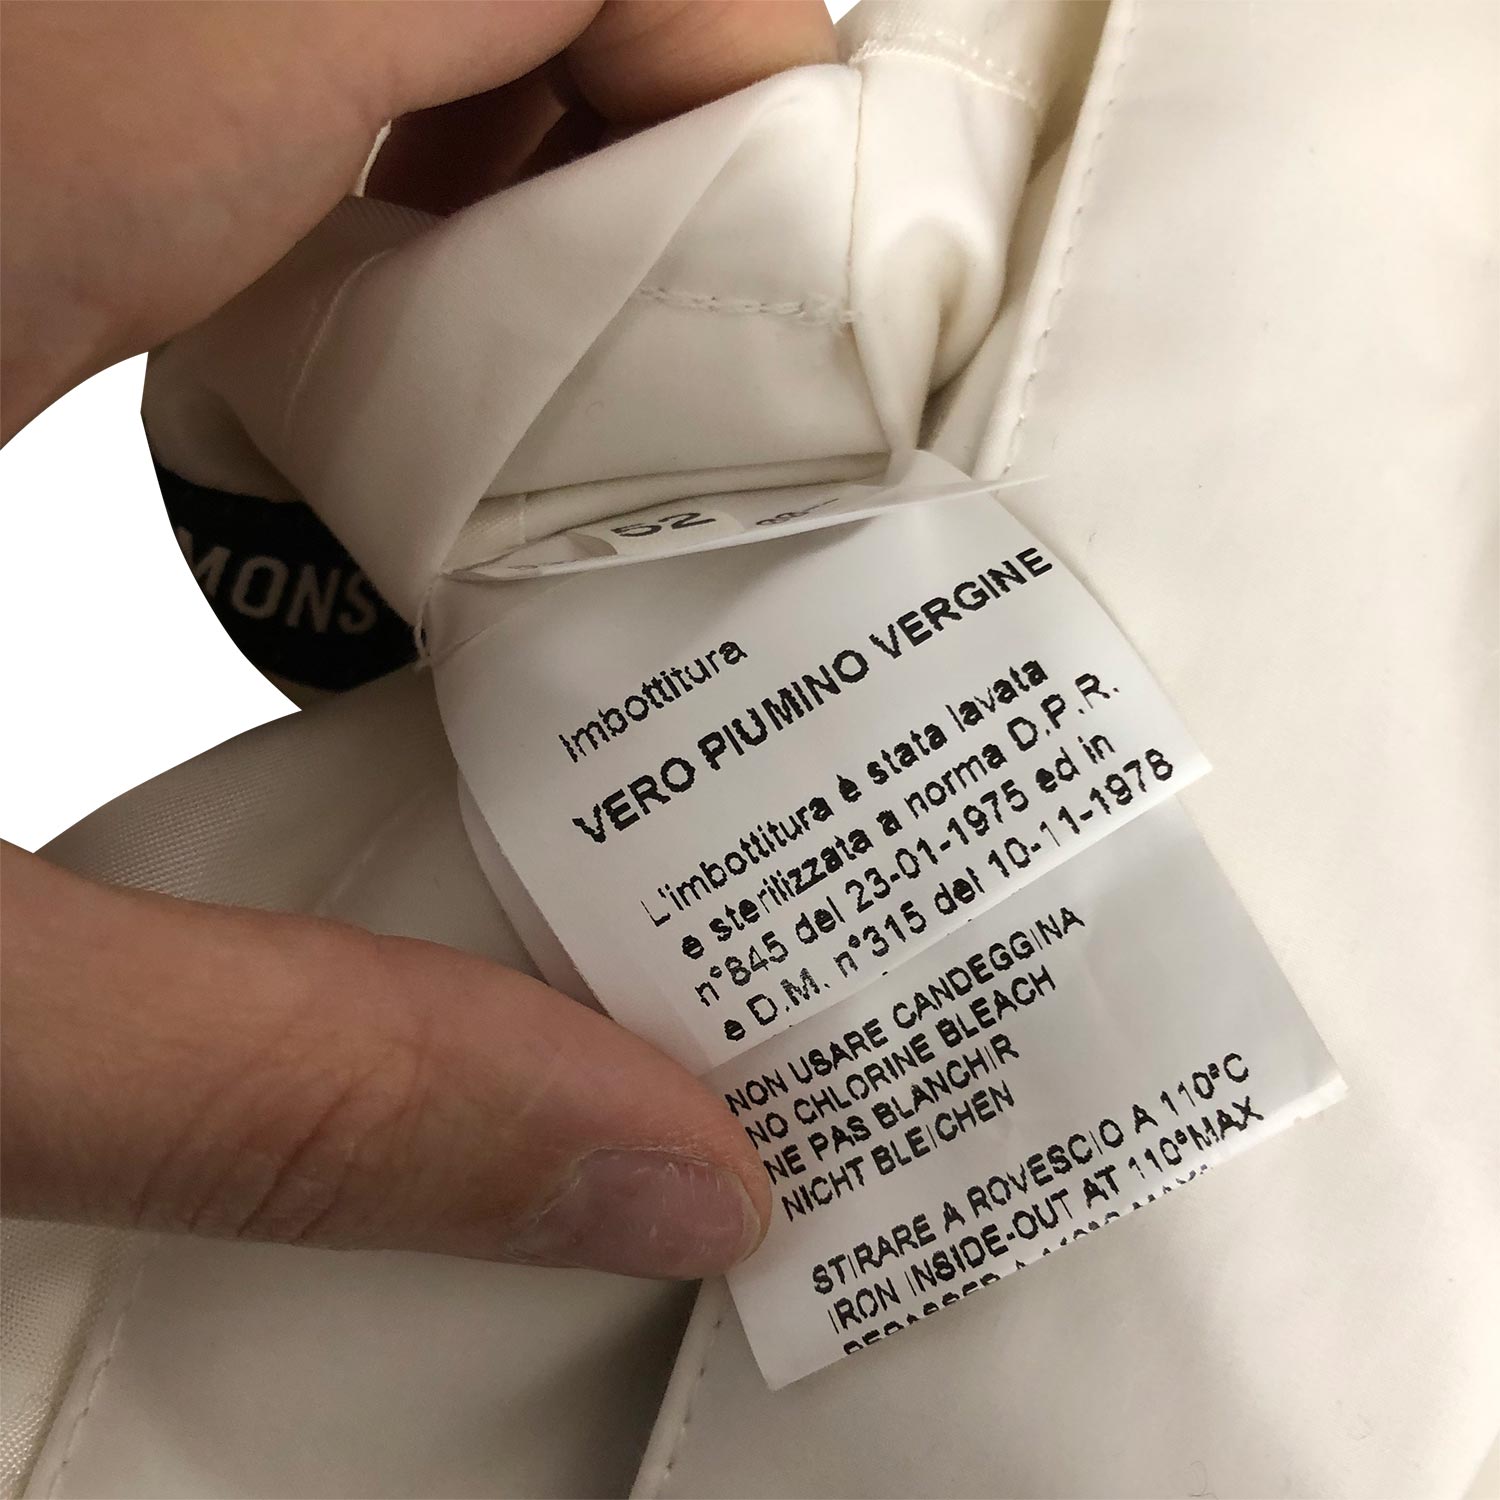 52
MONS
Imbottitura
VERO PIUMINO VERGINE
L'imbottitura è stata lavata
e sterilizzata a norma D.P.R.
n°845 del 23-01-1975 ed in
e D.M. n°315 del 10-11-1978
NON USARE CANDEGGINA
NO CHLORINE BLEACH
NE PAS BLANCHIR
NICHT BLEICHEN
STIRARE A ROVESCIO A 110°C
IRON INSIDE-OUT AT 110°MAX